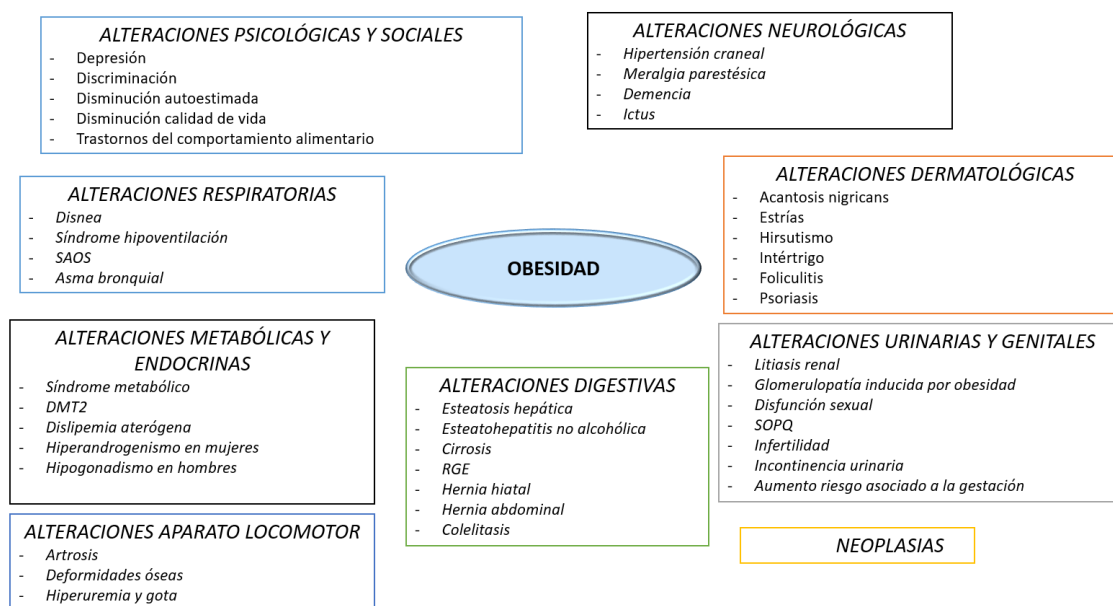 ALTERACIONES PSICOLÓGICAS Y SOCIALES
- Depresión
- Discriminación
- Disminución autoestimada
- Disminución calidad de vida
- Trastornos del comportamiento alimentario
ALTERACIONES NEUROLÓGICAS
- Hipertensión craneal
- Meralgia parestésica
- Demencia
- Ictus
ALTERACIONES RESPIRATORIAS
- Disnea
- Síndrome hipoventilación
- SAOS
- Asma bronquial
OBESIDAD
ALTERACIONES DERMATOLÓGICAS
- Acantosis nigricans
- Estrías
- Hirsutismo
- Intértrigo
- Foliculitis
- Psoriasis
ALTERACIONES METABÓLICAS Y
ENDOCRINAS
- Síndrome metabólico
- DMT2
- Dislipemia aterógena
- Hiperandrogenismo en mujeres
- Hipogonadismo en hombres
ALTERACIONES DIGESTIVAS
- Esteatosis hepática
- Esteatohepatitis no alcohólica
- Cirrosis
- RGE
- Hernia hiatal
- Hernia abdominal
- Colelitasis
ALTERACIONES URINARIAS Y GENITALES
- Litiasis renal
- Glomerulopatía inducida por obesidad
- Disfunción sexual
- SOPQ
- Infertilidad
- Incontinencia urinaria
- Aumento riesgo asociado a la gestación
ALTERACIONES APARATO LOCOMOTOR
- Artrosis
- Deformidades óseas
- Hiperuremia y gota
NEOPLASIAS